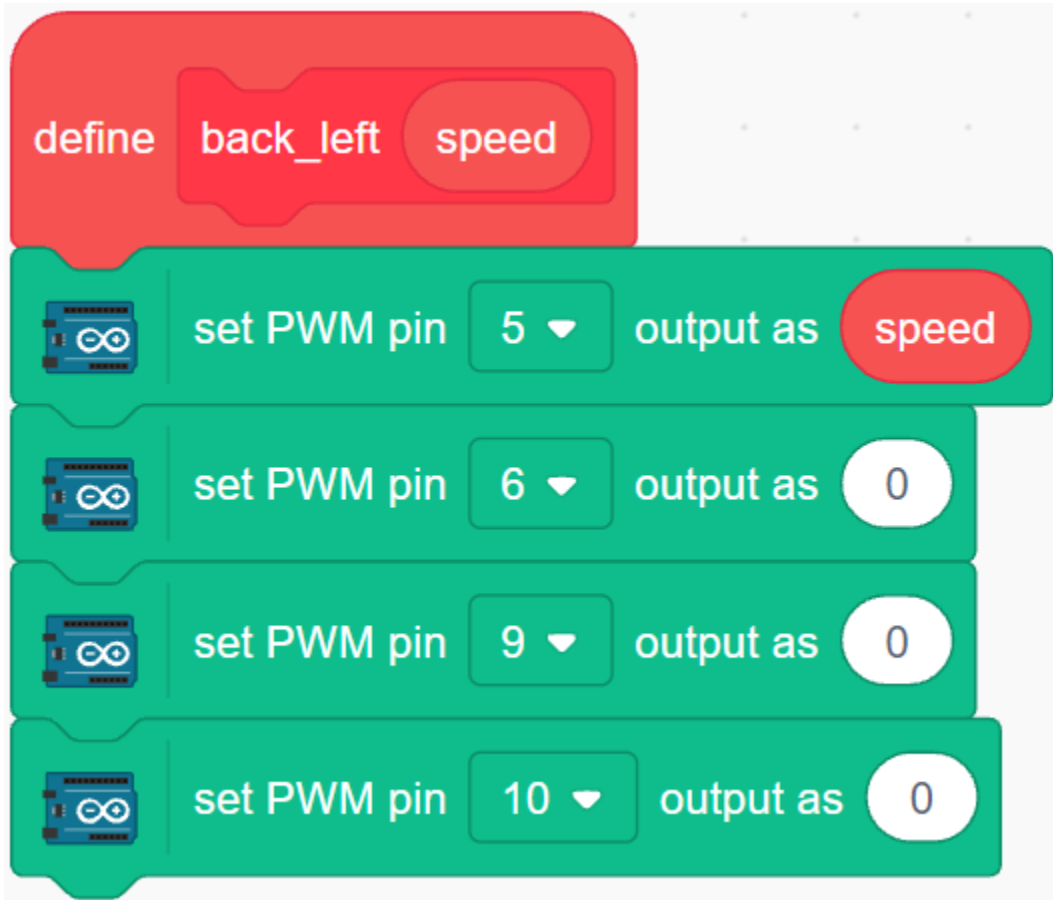 define back_left speed
set PWM pin 5 output as speed
set PWM pin 6 output as 0
set PWM pin 9 output as 0
set PWM pin 10 output as 0